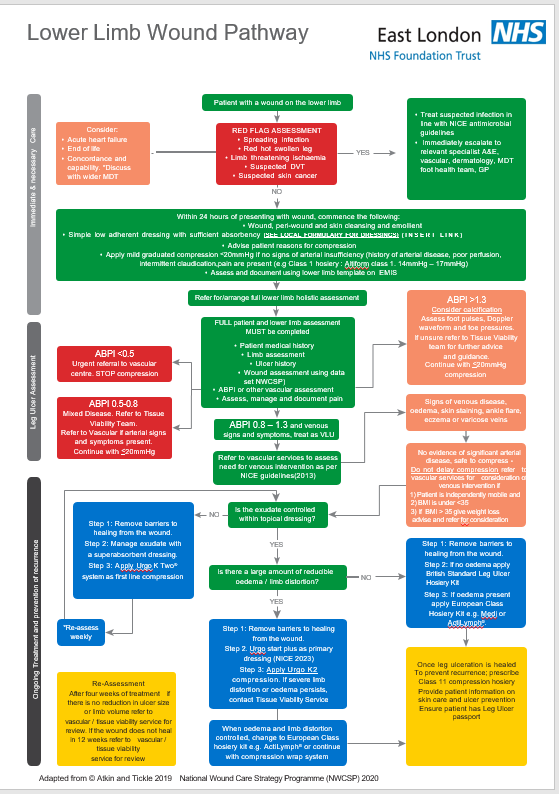 Lower Limb Wound Pathway
East London
NHS
NHS Foundation Trust
Immediate & necessary Care
Patient with a wound on the lower limb
Consider:
• Acute heart failure
• End of life
• Concordance and
capability. *Discuss
with wider MDT
RED FLAG ASSESSMENT
• Spreading infection
• Red hot swollen leg
• Limb threatening ischaemia
• Suspected DVT
• Suspected skin cancer
YES
• Treat suspected infection in
line with NICE antimicrobial
guidelines
• Immediately escalate to
relevant specialist A&E,
vascular, dermatology, MDT
foot health team, GP
NO
Within 24 hours of presenting with wound, commence the following:
• Wound, peri-wound and skin cleansing and emollient
• Simple low adherent dressing with sufficient absorbency (SEE LOCAL FORMULARY FOR DRESSINGS) (INSERT LINK)
• Advise patient reasons for compression
• Apply mild graduated compression <20mmHg if no signs of arterial insufficiency (history of arterial disease, poor perfusion,
intermittent claudication,pain are present (e.g Class 1 hosiery : Altiform class 1. 14mmHg – 17mmHg)
• Assess and document using lower limb template on EMIS
Refer for/arrange full lower limb holistic assessment
Leg Ulcer Assessment
FULL patient and lower limb assessment
MUST be completed
• Patient medical history
• Limb assessment
• Ulcer history
• Wound assessment using data
set NWCSP)
• ABPI or other vascular assessment
• Assess, manage and document pain
ABPI >1.3
Consider calcification
Assess foot pulses, Doppler
waveform and toe pressures.
If unsure refer to Tissue Viability
team for further advice
and guidance.
Continue with ≤20mmHg
compression
ABPI <0.5
Urgent referral to vascular
centre. STOP compression
ABPI 0.5-0.8
Mixed Disease. Refer to Tissue
Viability Team.
Refer to Vascular if arterial signs
and symptoms present.
Continue with ≤20mmHg
ABPI 0.8 – 1.3 and venous
signs and symptoms, treat as VLU
Signs of venous disease,
oedema, skin staining, ankle flare,
eczema or varicose veins
Refer to vascular services to assess
need for venous intervention as per
NICE guidelines(2013)
No evidence of significant arterial
disease, safe to compress -
Do not delay compression refer to
vascular services for consideration of
venous intervention if
1) Patient is independently mobile and
2) BMI is under <35
3) If BMI > 35 give weight loss
advise and refer for consideration
Ongoing Treatment and prevention of recurrence
Is the exudate controlled
within topical dressing?
NO
YES
Step 1: Remove barriers to
healing from the wound.
Step 2: Manage exudate with
a superabsorbent dressing.
Step 3: Apply Urgo K Two®
system as first line compression
Is there a large amount of reducible
oedema / limb distortion?
NO
YES
Step 1: Remove barriers to
healing from the wound.
Step 2: If no oedema apply
British Standard Leg Ulcer
Hosiery Kit
Step 3: If oedema present
apply European Class
Hosiery Kit e.g. Medi or
ActiLymph®.
*Re-assess
weekly
Step 1: Remove barriers to healing
from the wound.
Step 2. Urgo start plus as primary
dressing (NICE 2023)
Step 3: Apply Urgo K2
compression. If severe limb
distortion or oedema persists,
contact Tissue Viability Service
Re-Assessment
After four weeks of treatment if
there is no reduction in ulcer size
or limb volume refer to
vascular / tissue viability service for
review. If the wound does not heal
in 12 weeks refer to vascular /
tissue viability
service for review
When oedema and limb distortion
controlled, change to European Class
hosiery kit e.g. ActiLymph® or continue
with compression wrap system
Once leg ulceration is healed
To prevent recurrence; prescribe
Class 11 compression hosiery
Provide patient information on
skin care and ulcer prevention
Ensure patient has Leg Ulcer
passport
Adapted from © Atkin and Tickle 2019 National Wound Care Strategy Programme (NWCSP) 2020